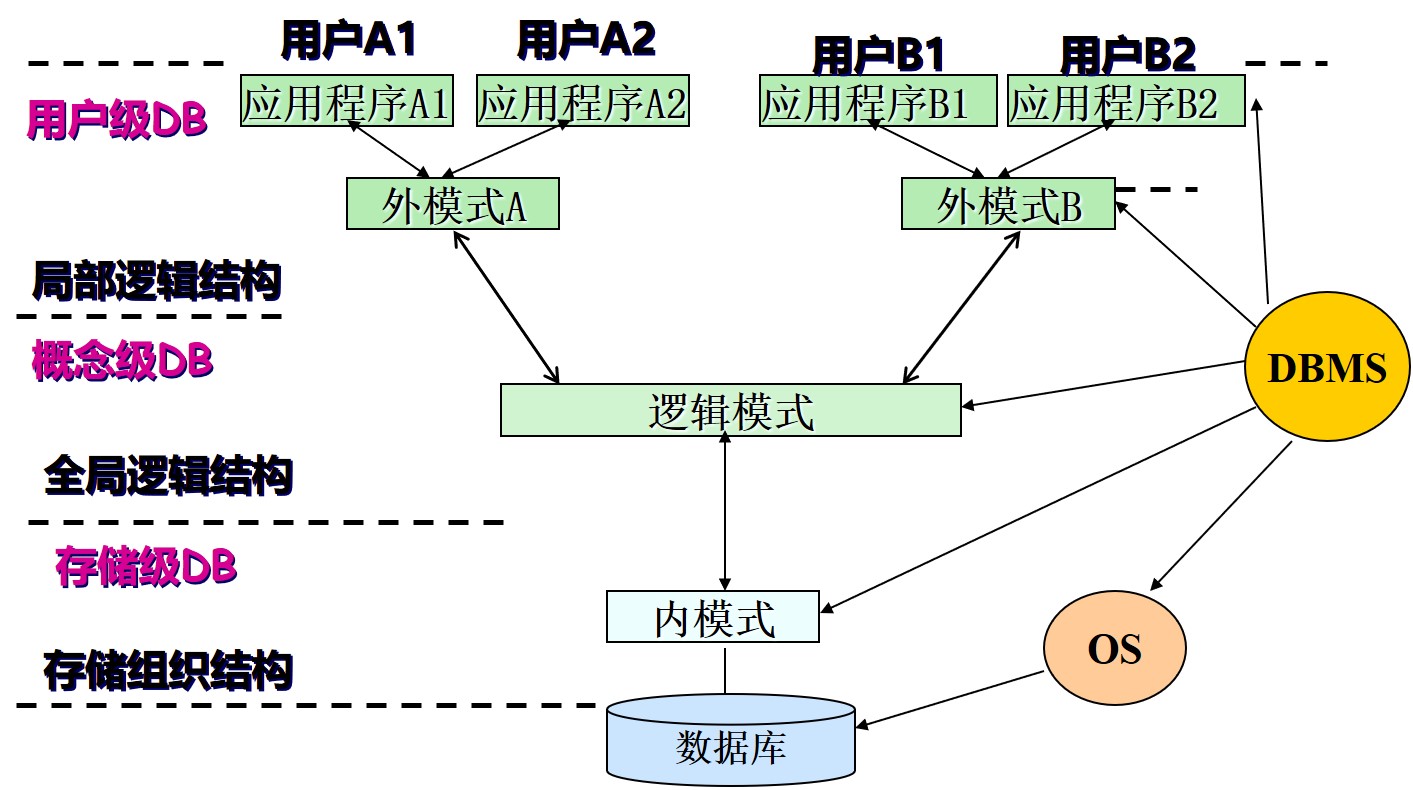 用户A1
用户A2
用户B1
用户B2
用户级DB
应用程序A1
应用程序A2
应用程序B1
应用程序B2
外模式A
外模式B
局部逻辑结构
概念级DB
DBMS
逻辑模式
全局逻辑结构
存储级DB
内模式
OS
存储组织结构
数据库